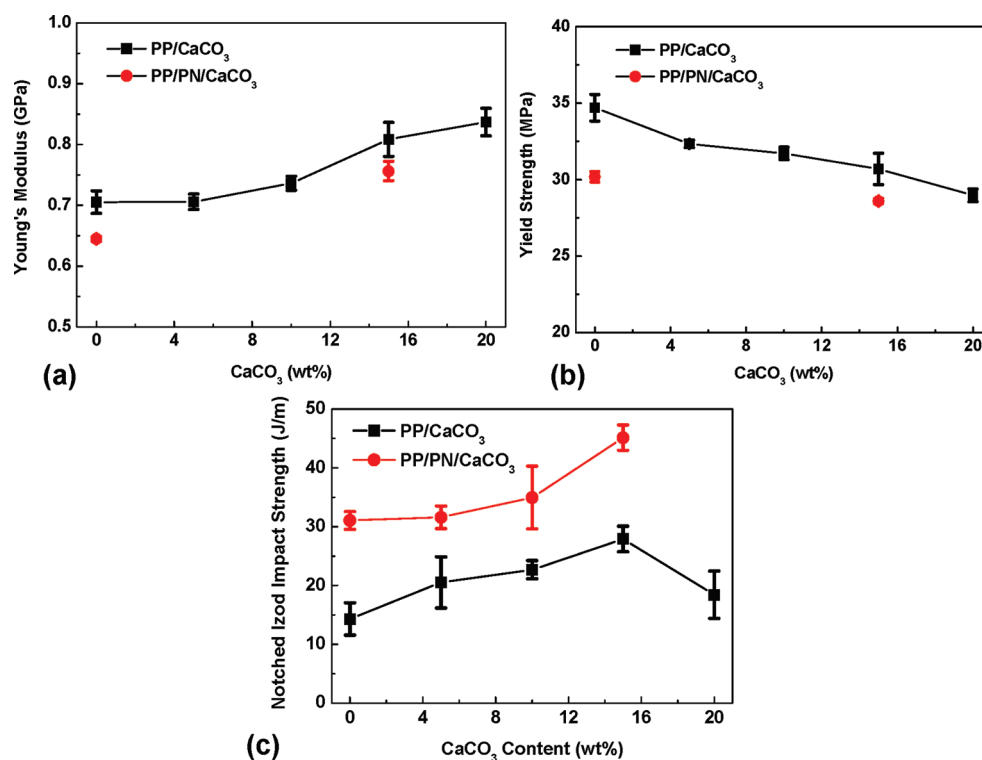 1.0
0.9
0.8
0.7
0.6
0.5
Young's Modulus (GPa)
PP/CaCO₃
PP/PN/CaCO₃
0 4 8 12 16 20
CaCO₃ (wt%)
(a)
40
35
30
25
20
Yield Strength (MPa)
PP/CaCO₃
PP/PN/CaCO₃
0 4 8 12 16 20
CaCO₃ (wt%)
(b)
50
40
30
20
10
0
Notched Izod Impact Strength (J/m)
PP/CaCO₃
PP/PN/CaCO₃
0 4 8 12 16 20
CaCO₃ Content (wt%)
(c)